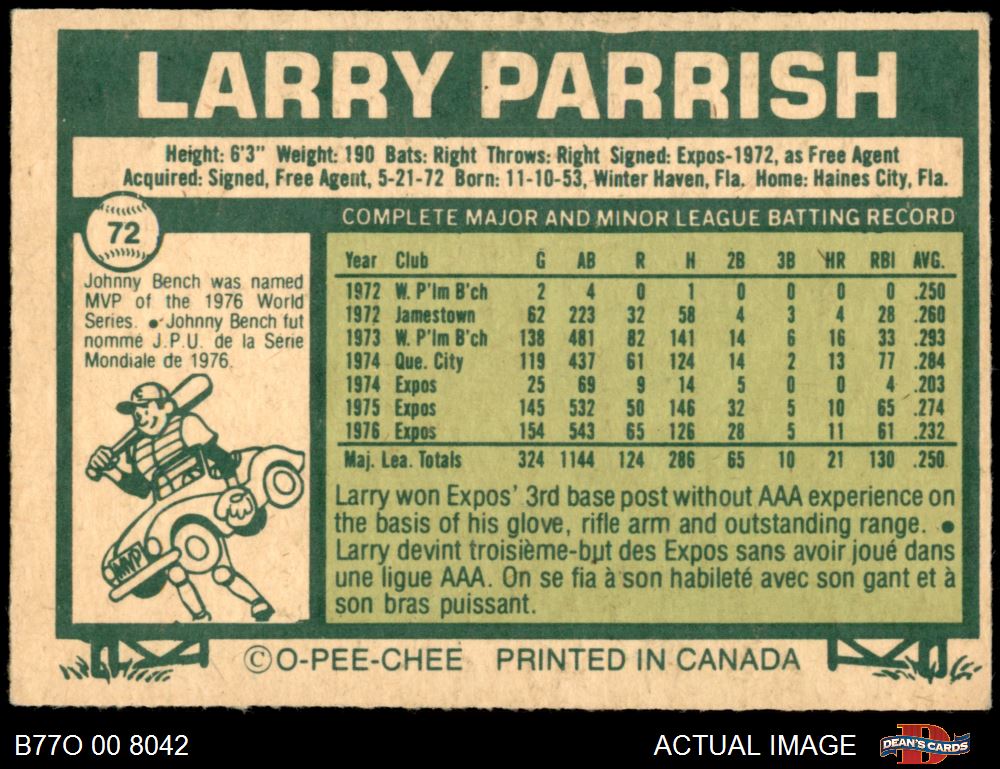 LARRY PARRISH
Height: 6'3" Weight: 190 Bats: Right Throws: Right Signed: Expos-1972, as Free Agent
Acquired: Signed, Free Agent, 5-21-72 Born: 11-10-53, Winter Haven, Fla. Home: Haines City, Fla.
72
Johnny Bench was named
MVP of the 1976 World
Series. ● Johnny Bench fut
nommé J.P.U. de la Série
Mondiale de 1976.
MVP
COMPLETE MAJOR AND MINOR LEAGUE BATTING RECORD
Year Club G AB R H 2B 3B HR RBI AVG.
1972 W. P'lm B'ch 2 4 0 1 0 0 0 0 .250
1972 Jamestown 62 223 32 58 4 3 4 28 .260
1973 W. P'lm B'ch 138 481 82 141 14 6 16 33 .293
1974 Que. City 119 437 61 124 14 2 13 77 .284
1974 Expos 25 69 9 14 5 0 0 4 .203
1975 Expos 145 532 50 146 32 5 10 65 .274
1976 Expos 154 543 65 126 28 5 11 61 .232
Maj. Lea. Totals 324 1144 124 286 65 10 21 130 .250
Larry won Expos' 3rd base post without AAA experience on
the basis of his glove, rifle arm and outstanding range. ●
Larry devint troisième-but des Expos sans avoir joué dans
une ligue AAA. On se fia à son habileté avec son gant et à
son bras puissant.
© O-PEE-CHEE PRINTED IN CANADA
B77O 00 8042
ACTUAL IMAGE
D
DEAN'S CARDS